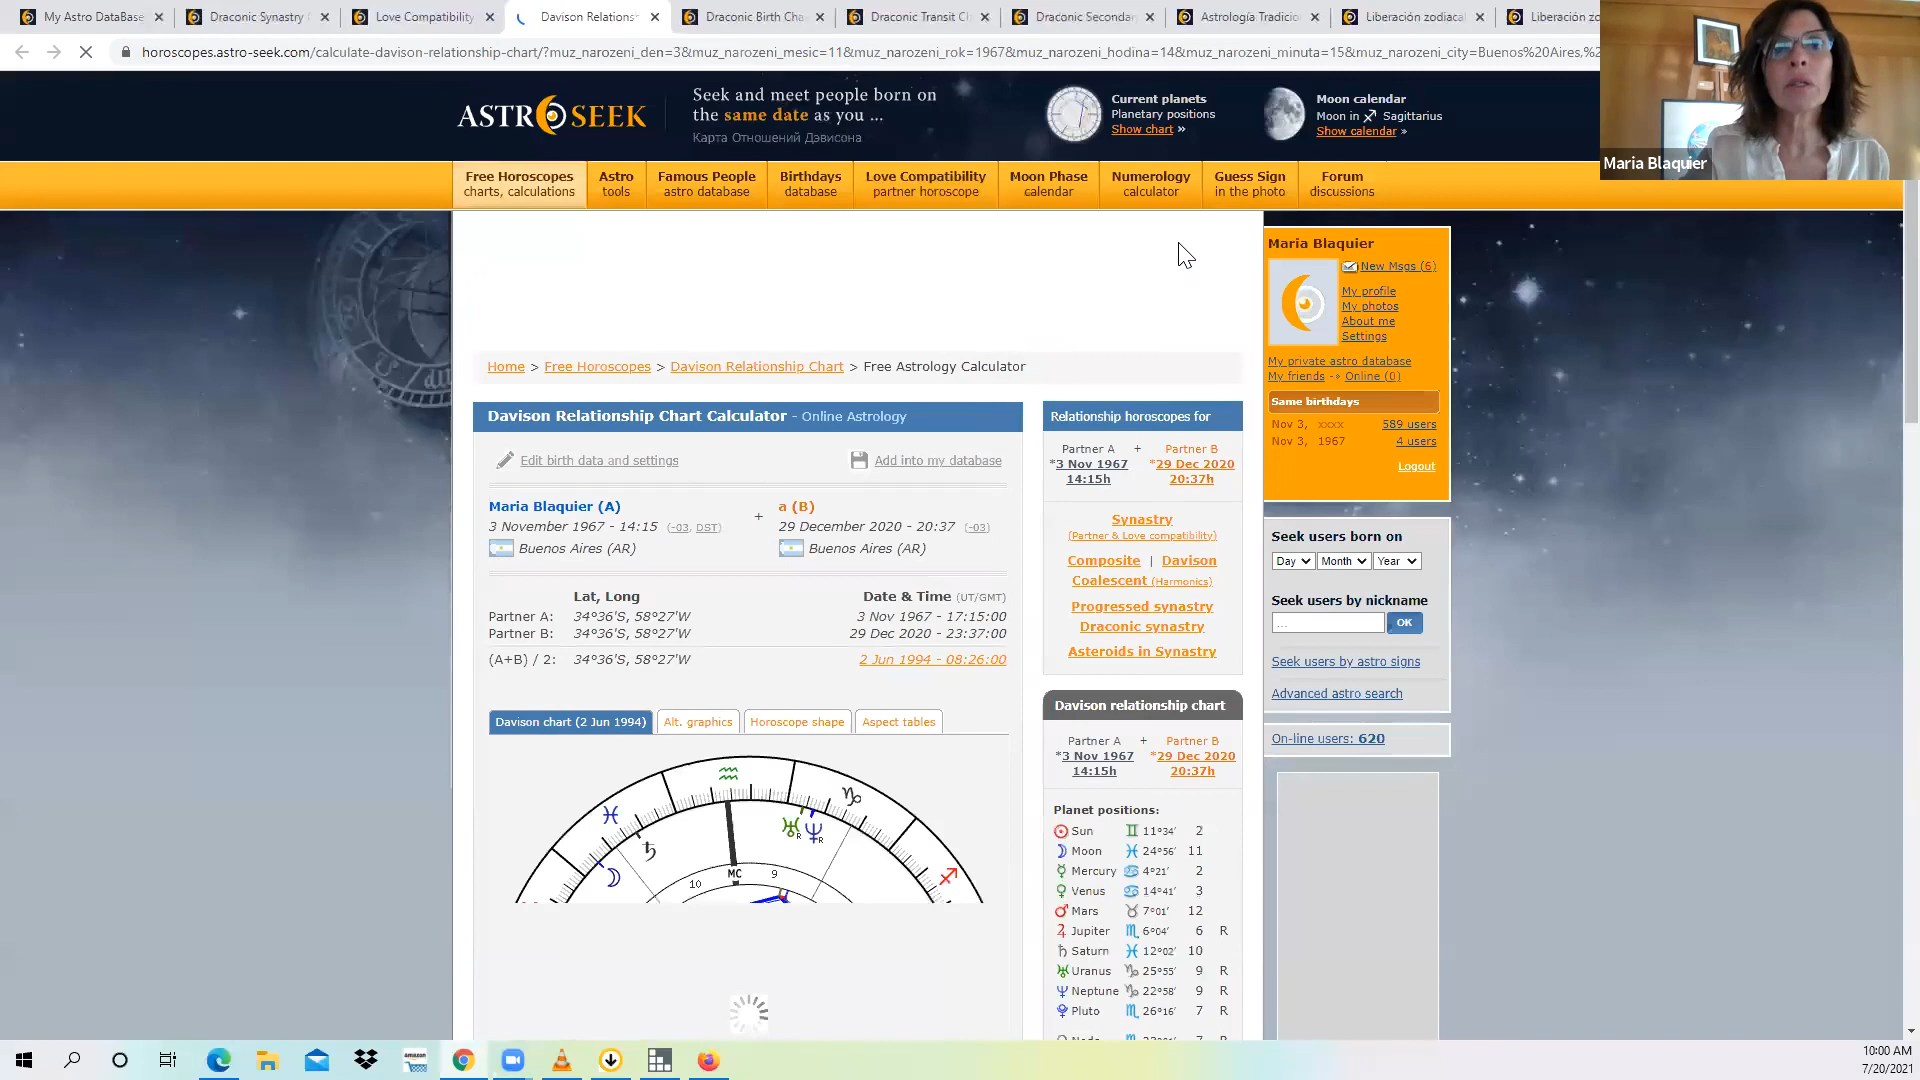 My Astro DataBase
Draconic Synastry
Love Compatibility
Davison Relations
Draconic Birth Cha
Draconic Transit C
Draconic Secondar
Astrología Tradicio
Liberación zodiacal
Liberación zo
horoscopes.astro-seek.com/calculate-davison-relationship-chart/?muz_narozeni_den=3&muz_narozeni_mesic=11&muz_narozeni_rok=1967&muz_narozeni_hodina=14&muz_narozeni_minuta=15&muz_narozeni_city=Buenos%20Aires,%2
ASTROSEEK
Seek and meet people born on
the same date as you ...
Карта Отношений Дэвисона
Current planets
Planetary positions
Show chart »
Moon calendar
Moon in ♐ Sagittarius
Show calendar »
Maria Blaquier
Free Horoscopes
charts, calculations
Astro
tools
Famous People
astro database
Birthdays
database
Love Compatibility
partner horoscope
Moon Phase
calendar
Numerology
calculator
Guess Sign
in the photo
Forum
discussions
Home > Free Horoscopes > Davison Relationship Chart > Free Astrology Calculator
Davison Relationship Chart Calculator - Online Astrology
Edit birth data and settings
Add into my database
Maria Blaquier (A)
3 November 1967 - 14:15 (-03, DST)
Buenos Aires (AR)
+
a (B)
29 December 2020 - 20:37 (-03)
Buenos Aires (AR)
Lat, Long Date & Time (UT/GMT)
Partner A: 34°36'S, 58°27'W 3 Nov 1967 - 17:15:00
Partner B: 34°36'S, 58°27'W 29 Dec 2020 - 23:37:00
(A+B) / 2: 34°36'S, 58°27'W 2 Jun 1994 - 08:26:00
Davison chart (2 Jun 1994)
Alt. graphics
Horoscope shape
Aspect tables
MC
10
9
R
R
Relationship horoscopes for
Partner A + Partner B
*3 Nov 1967 *29 Dec 2020
14:15h 20:37h
Synastry
(Partner & Love compatibility)
Composite | Davison
Coalescent (Harmonics)
Progressed synastry
Draconic synastry
Asteroids in Synastry
Davison relationship chart
Partner A + Partner B
*3 Nov 1967 *29 Dec 2020
14:15h 20:37h
Planet positions:
☉ Sun ♊ 11°34' 2
☽ Moon ♓ 24°56' 11
☿ Mercury ♋ 4°21' 2
♀ Venus ♋ 14°41' 3
♂ Mars ♉ 7°01' 12
♃ Jupiter ♏ 6°04' 6 R
♄ Saturn ♓ 12°02' 10
♅ Uranus ♑ 25°55' 9 R
♆ Neptune ♑ 22°58' 9 R
Pluto ♏ 26°16' 7 R
Maria Blaquier
New Msgs (6)
My profile
My photos
About me
Settings
My private astro database
My friends -» Online (0)
Same birthdays
Nov 3, xxxx 589 users
Nov 3, 1967 4 users
Logout
Seek users born on
Day
Month
Year
Seek users by nickname
...
OK
Seek users by astro signs
Advanced astro search
On-line users: 620
amazon
10:00 AM
7/20/2021